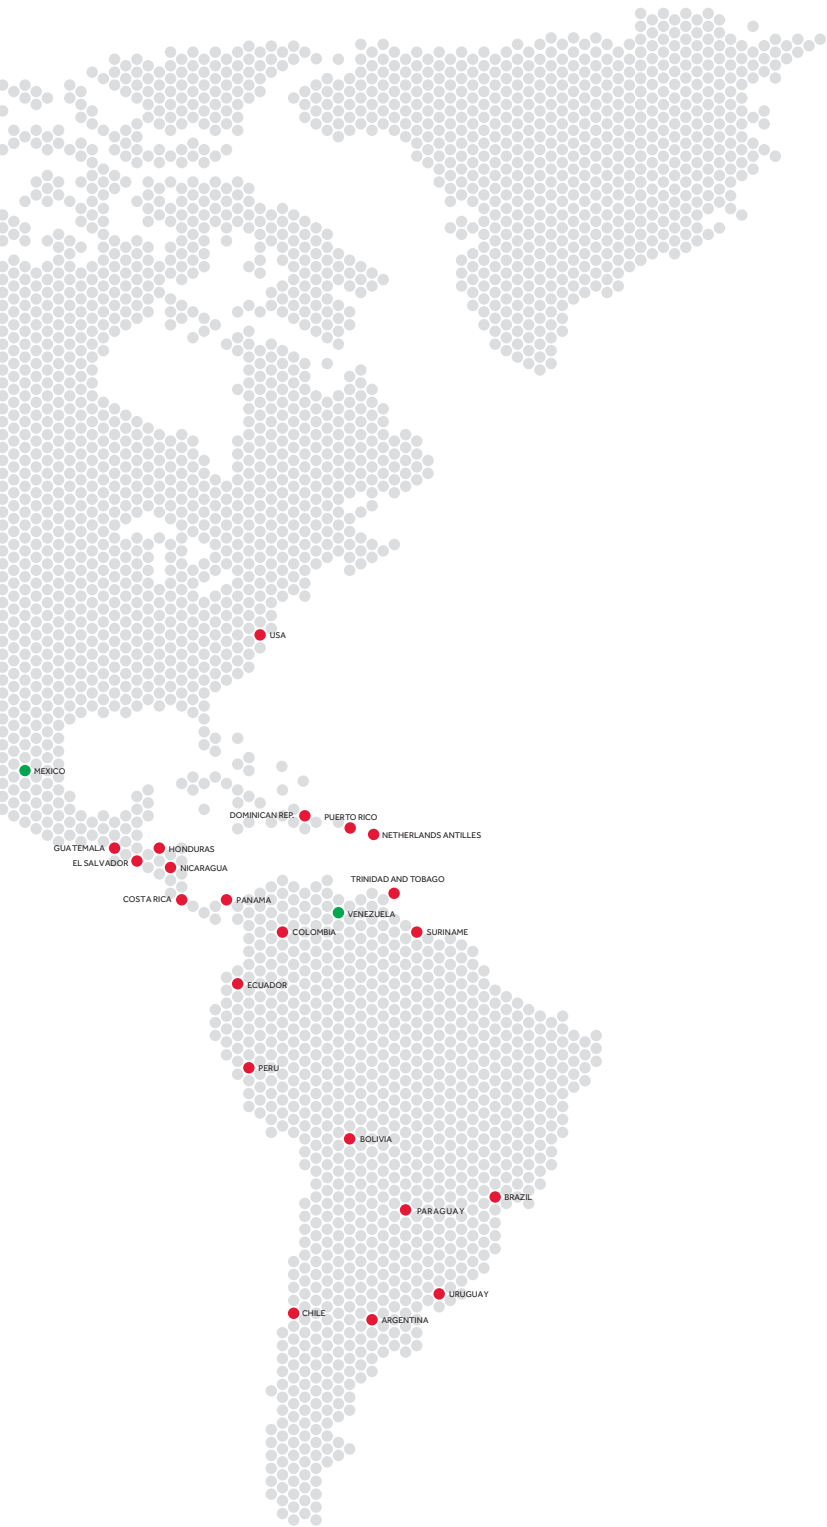 USA
MEXICO
DOMINICAN REP.
PUERTO RICO
NETHERLANDS ANTILLES
GUATEMALA
HONDURAS
EL SALVADOR
NICARAGUA
TRINIDAD AND TOBAGO
COSTA RICA
PANAMA
VENEZUELA
COLOMBIA
SURINAME
ECUADOR
PERU
BOLIVIA
BRAZIL
PARAGUAY
URUGUAY
CHILE
ARGENTINA